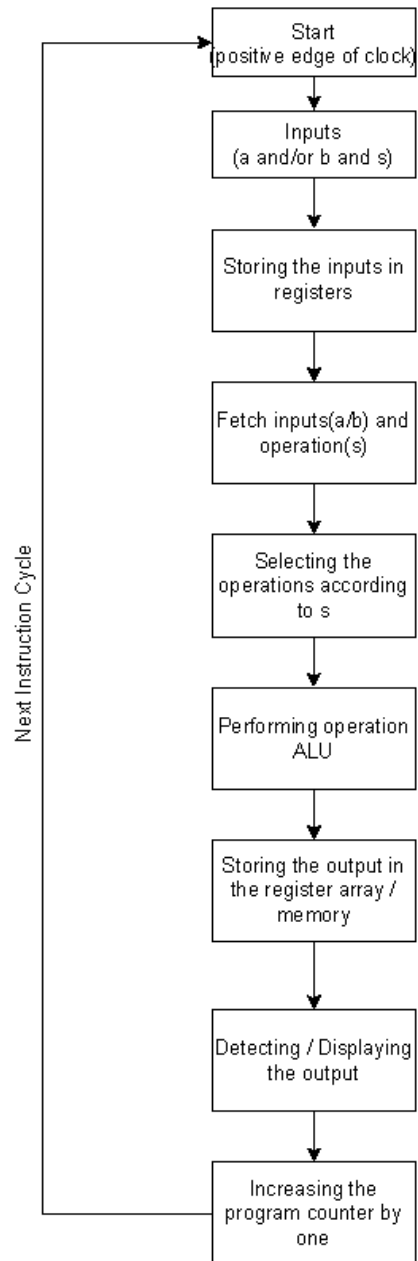 Start
(positive edge of clock)
Inputs
(a and/or b and s)
Storing the inputs in
registers
Fetch inputs(a/b) and
operation(s)
Selecting the
operations according
to s
Performing operation
ALU
Storing the output in
the register array /
memory
Detecting / Displaying
the output
Increasing the
program counter by
one
Next Instruction Cycle